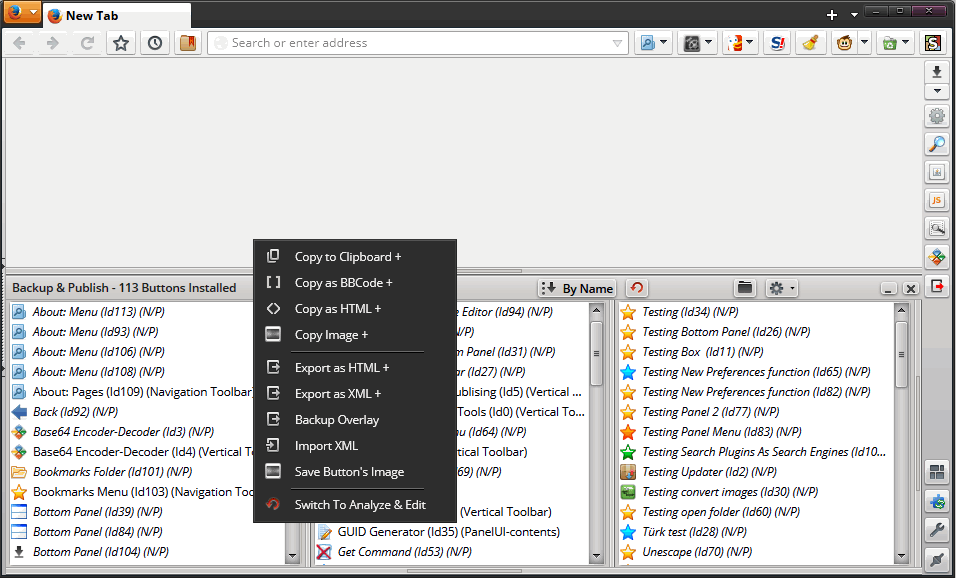 New Tab
Search or enter address
S!
JS
S
Backup & Publish - 113 Buttons Installed
By Name
About: Menu (Id113) (N/P)
About: Menu (Id93) (N/P)
About: Menu (Id106) (N/P)
About: Menu (Id108) (N/P)
About: Pages (Id109) (Navigation Toolbar)
Back (Id92) (N/P)
Base64 Encoder-Decoder (Id3) (N/P)
Base64 Encoder-Decoder (Id4) (Vertical T
Bookmarks Folder (Id101) (N/P)
Bookmarks Menu (Id103) (Navigation Too
Bottom Panel (Id39) (N/P)
Bottom Panel (Id84) (N/P)
Bottom Panel (Id104) (N/P)
Copy to Clipboard +
Copy as BBCode +
Copy as HTML +
Copy Image +
Export as HTML +
Export as XML +
Backup Overlay
Import XML
Save Button's Image
Switch To Analyze & Edit
e Editor (Id94) (N/P)
m Panel (Id31) (N/P)
bar (Id27) (N/P)
ublising (Id5) (Vertical ...
Tools (Id0) (Vertical To...
nu (Id64) (N/P)
Toolbar)
69) (N/P)
(Vertical Toolbar)
GUID Generator (Id35) (PanelUI-contents)
Get Command (Id53) (N/P)
Testing (Id34) (N/P)
Testing Bottom Panel (Id26) (N/P)
Testing Box (Id11) (N/P)
Testing New Preferences function (Id65) (N/P)
Testing New Preferences function (Id82) (N/P)
Testing Panel 2 (Id77) (N/P)
Testing Panel Menu (Id83) (N/P)
Testing Search Plugins As Search Engines (Id10...
Testing Updater (Id2) (N/P)
Testing convert images (Id30) (N/P)
Testing open folder (Id60) (N/P)
Türk test (Id28) (N/P)
Unescape (Id70) (N/P)